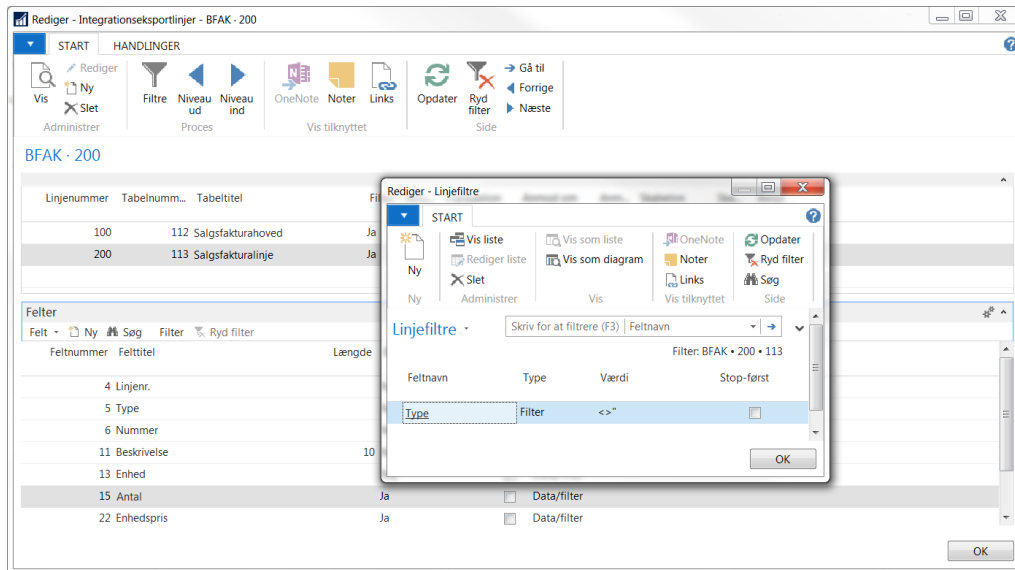 Rediger - Integrationseksportlinjer - BFAK · 200
START HANDLINGER
Vis
Rediger
Ny
Slet
Administrer
Filtre
Niveau ud
Niveau ind
Proces
OneNote
Noter
Links
Vis tilknyttet
Opdater
Ryd filter
Gå til
Forrige
Næste
Side
BFAK · 200
Linjenummer Tabelnumm... Tabeltitel
100 112 Salgsfakturahoved Ja
200 113 Salgsfakturalinje Ja
Felter
Felt Ny Søg Filter Ryd filter
Feltnummer Felttitel Længde
4 Linjenr.
5 Type
6 Nummer
11 Beskrivelse 10
13 Enhed
15 Antal Ja Data/filter
22 Enhedspris Ja Data/filter
OK
Rediger - Linjefiltre
START
Ny
Ny
Vis liste
Rediger liste
Slet
Administrer
Vis som liste
Vis som diagram
Vis
OneNote
Noter
Links
Vis tilknyttet
Opdater
Ryd filter
Søg
Side
Linjefiltre
Skriv for at filtrere (F3) Feltnavn
Filter: BFAK • 200 • 113
Feltnavn Type Værdi Stop-først
Type Filter <>''
OK